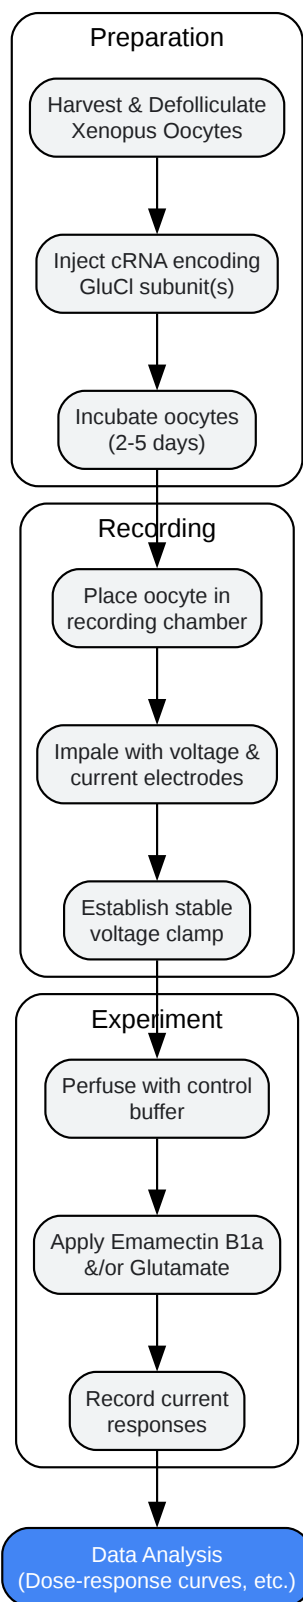 Preparation
Harvest & Defolliculate
Xenopus Oocytes
Inject cRNA encoding
GluCl subunit(s)
Incubate oocytes
(2-5 days)
Recording
Place oocyte in
recording chamber
Impale with voltage &
current electrodes
Establish stable
voltage clamp
Experiment
Perfuse with control
buffer
Apply Emamectin B1a
&/or Glutamate
Record current
responses
Data Analysis
(Dose-response curves, etc.)